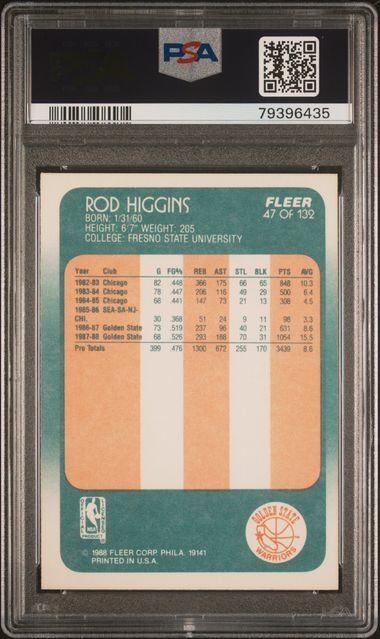 PSA
79396435
ROD HIGGINS
FLEER
47 OF 132
BORN: 1/31/60
HEIGHT: 6'7" WEIGHT: 205
COLLEGE: FRESNO STATE UNIVERSITY
Year Club G FG% REB AST STL BLK PTS AVG
1982-83 Chicago 82 .448 366 175 66 65 848 10.3
1983-84 Chicago 78 .447 206 116 49 29 500 6.4
1984-85 Chicago 68 .441 147 73 21 13 308 4.5
1985-86 SEA-SA-NJ-
CHI. 30 .368 51 24 9 11 98 3.3
1986-87 Golden State 73 .519 237 96 40 21 631 8.6
1987-88 Golden State 68 .526 293 188 70 31 1054 15.5
Pro Totals 399 .476 1300 672 255 170 3439 8.6
GOLDEN STATE
WARRIORS
NBA
© 1988 FLEER CORP. PHILA. 19141
PRINTED IN U.S.A.